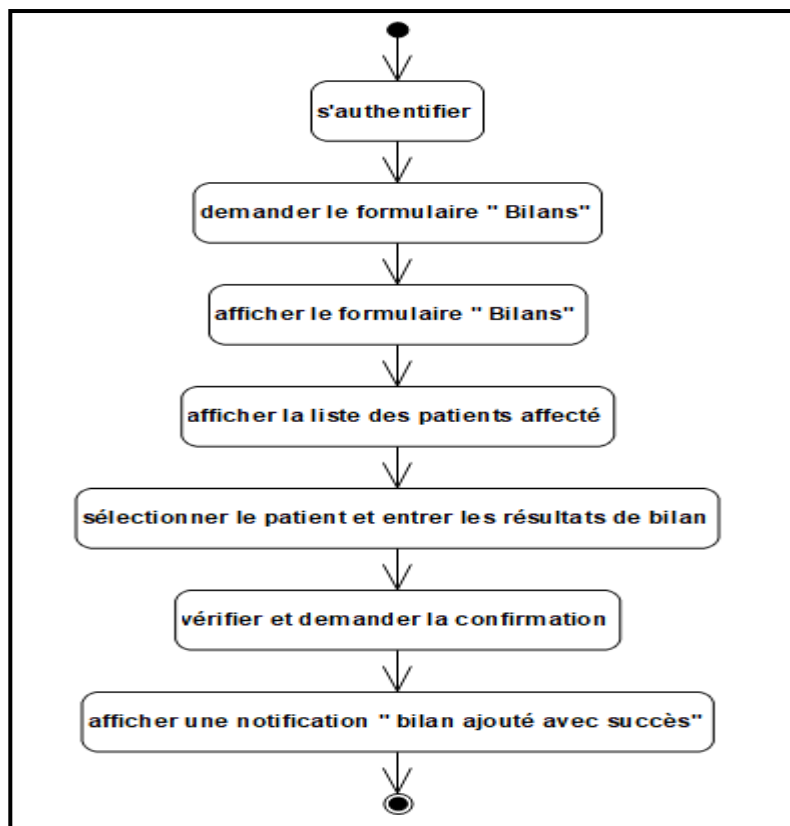 s'authentifier
demander le formulaire " Bilans"
afficher le formulaire " Bilans"
afficher la liste des patients affecté
sélectionner le patient et entrer les résultats de bilan
vérifier et demander la confirmation
afficher une notification " bilan ajouté avec succès"